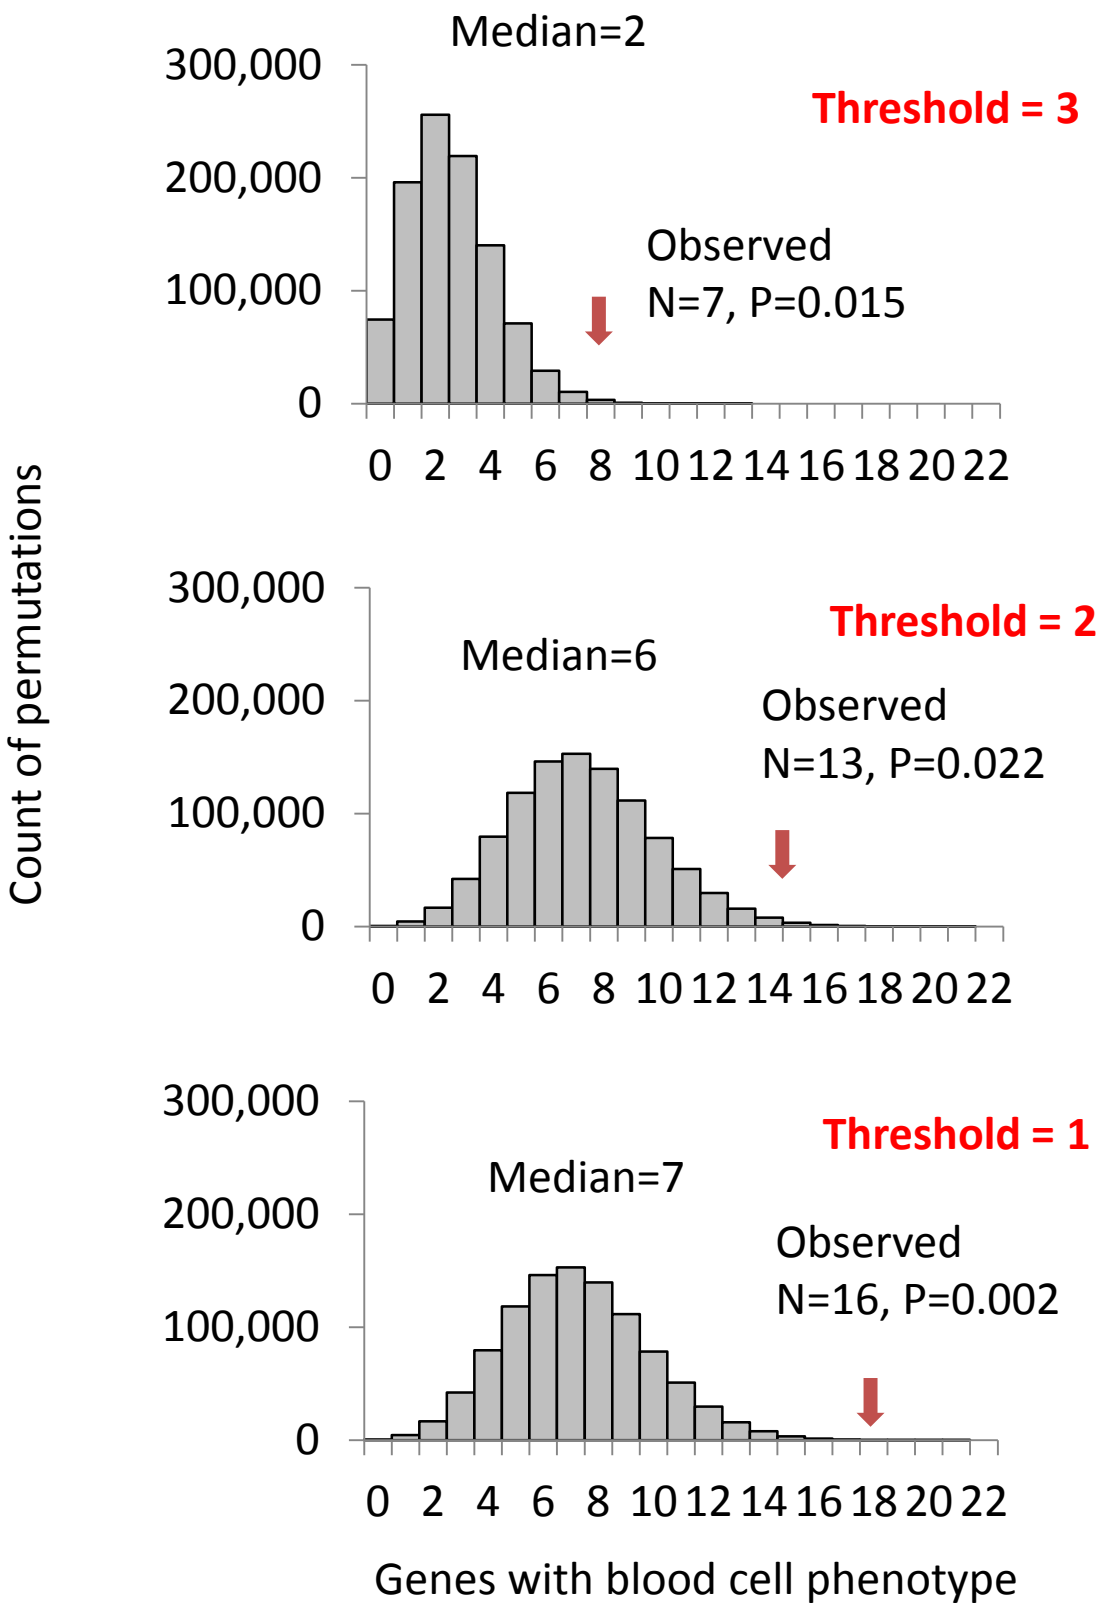 Median=2
300,000
Threshold = 3
200,000
Observed
100,000
N=7, P=0.015
0
0 2 4 6 8 10 12 14 16 18 20 22
Count of permutations
300,000
Threshold = 2
Median=6
200,000
Observed
N=13, P=0.022
100,000
0
0 2 4 6 8 10 12 14 16 18 20 22
300,000
Threshold = 1
Median=7
200,000
Observed
N=16, P=0.002
100,000
0
0 2 4 6 8 10 12 14 16 18 20 22
Genes with blood cell phenotype